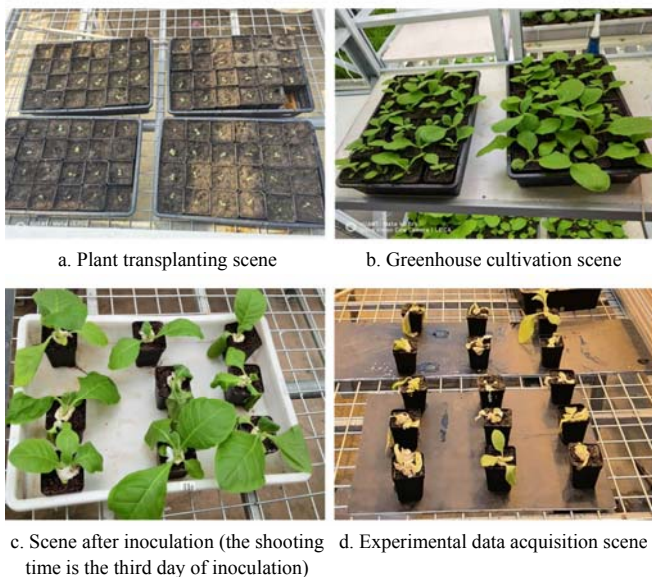 a. Plant transplanting scene
b. Greenhouse cultivation scene
c. Scene after inoculation (the shooting
time is the third day of inoculation)
d. Experimental data acquisition scene